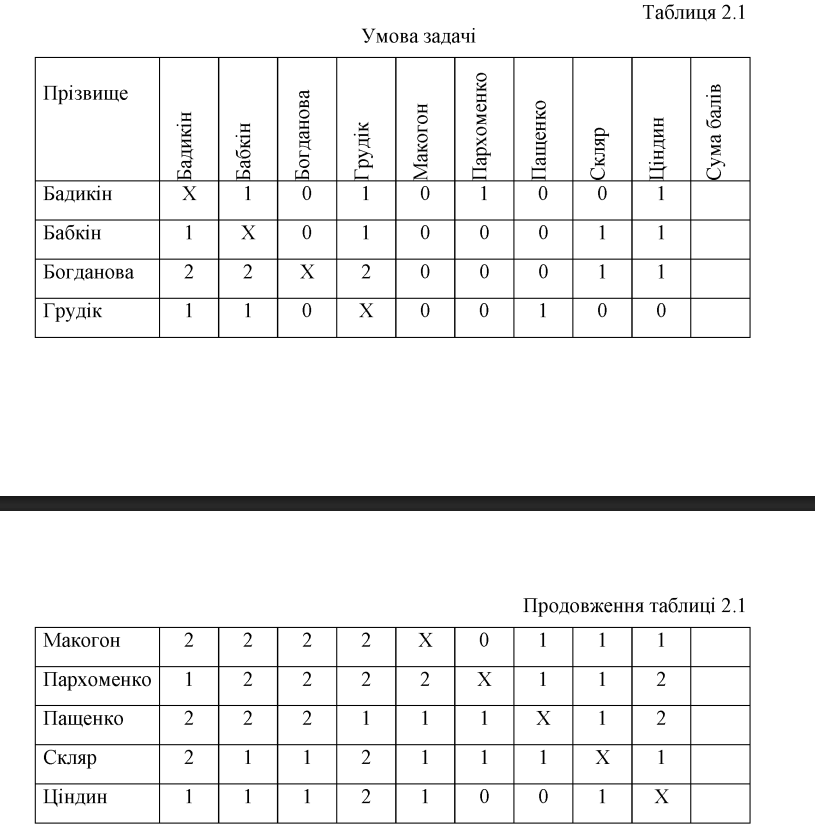 Таблиця 2.1
Умова задачі
Прізвище Бадикін Бабкін Богданова Грудік Макогон Пархоменко Пащенко Скляр Ціндин Сума балів
Бадикін X 1 0 1 0 1 0 0 1
Бабкін 1 X 0 1 0 0 0 1 1
Богданова 2 2 X 2 0 0 0 1 1
Грудік 1 1 0 X 0 0 1 0 0
Продовження таблиці 2.1
Макогон 2 2 2 2 X 0 1 1 1
Пархоменко 1 2 2 2 2 X 1 1 2
Пащенко 2 2 2 1 1 1 X 1 2
Скляр 2 1 1 2 1 1 1 X 1
Ціндин 1 1 1 2 1 0 0 1 X